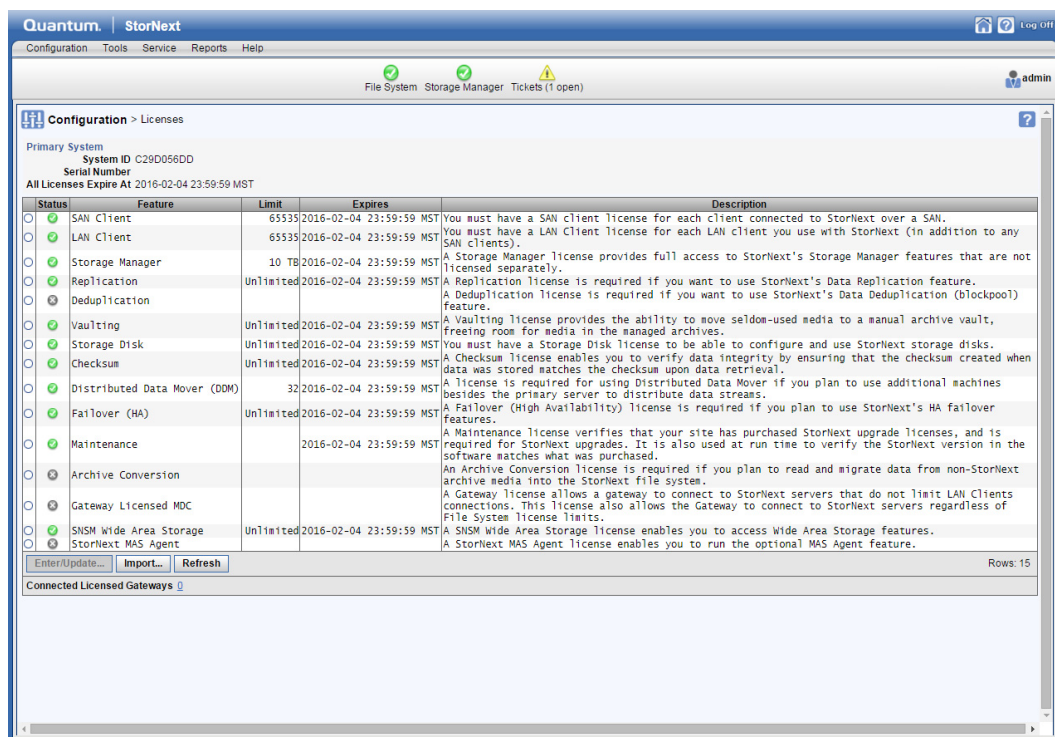 Quantum. StorNext
Log Off
Configuration Tools Service Reports Help
File System Storage Manager Tickets (1 open)
admin
Configuration > Licenses
Primary System
System ID C29D056DD
Serial Number
All Licenses Expire At 2016-02-04 23:59:59 MST
Status Feature Limit Expires Description
SAN Client 65535 2016-02-04 23:59:59 MST You must have a SAN client license for each client connected to StorNext over a SAN.
LAN Client 65535 2016-02-04 23:59:59 MST You must have a LAN Client license for each LAN client you use with StorNext (in addition to any
SAN clients).
Storage Manager 10 TB 2016-02-04 23:59:59 MST A Storage Manager license provides full access to StorNext's Storage Manager features that are not
licensed separately.
Replication Unlimited 2016-02-04 23:59:59 MST A Replication license is required if you want to use StorNext's Data Replication feature.
Deduplication A Deduplication license is required if you want to use StorNext's Data Deduplication (blockpool)
feature.
Vaulting Unlimited 2016-02-04 23:59:59 MST A Vaulting license provides the ability to move seldom-used media to a manual archive vault,
freeing room for media in the managed archives.
Storage Disk Unlimited 2016-02-04 23:59:59 MST You must have a Storage Disk license to be able to configure and use StorNext storage disks.
Checksum Unlimited 2016-02-04 23:59:59 MST A Checksum license enables you to verify data integrity by ensuring that the checksum created when
data was stored matches the checksum upon data retrieval.
Distributed Data Mover (DDM) 32 2016-02-04 23:59:59 MST A license is required for using Distributed Data Mover if you plan to use additional machines
besides the primary server to distribute data streams.
Failover (HA) Unlimited 2016-02-04 23:59:59 MST A Failover (High Availability) license is required if you plan to use StorNext's HA failover
features.
Maintenance 2016-02-04 23:59:59 MST A Maintenance license verifies that your site has purchased StorNext upgrade licenses, and is
required for StorNext upgrades. It is also used at run time to verify the StorNext version in the
software matches what was purchased.
Archive Conversion An Archive Conversion license is required if you plan to read and migrate data from non-StorNext
archive media into the StorNext file system.
Gateway Licensed MDC A Gateway license allows a gateway to connect to StorNext servers that do not limit LAN Clients
connections. This license also allows the Gateway to connect to StorNext servers regardless of
File System license limits.
SNSM Wide Area Storage Unlimited 2016-02-04 23:59:59 MST A SNSM Wide Area Storage license enables you to access Wide Area Storage features.
StorNext MAS Agent A StorNext MAS Agent license enables you to run the optional MAS Agent feature.
Enter/Update... Import... Refresh Rows: 15
Connected Licensed Gateways 0